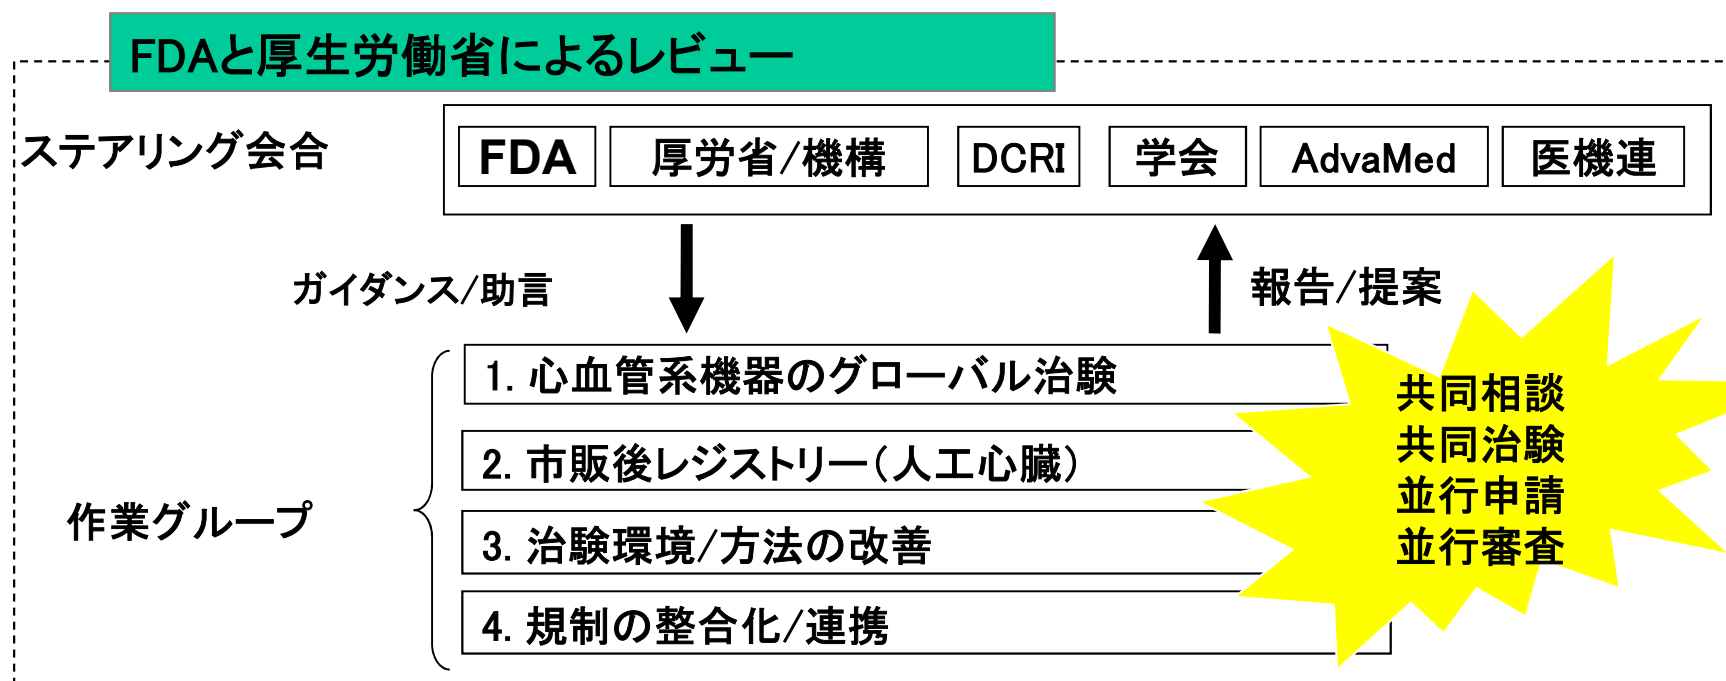 FDAと厚生労働省によるレビュー
ステアリング会合
FDA 厚労省/機構 DCRI 学会 AdvaMed 医機連
ガイダンス/助言
報告/提案
作業グループ
1. 心血管系機器のグローバル治験
2. 市販後レジストリー(人工心臓)
3. 治験環境/方法の改善
4. 規制の整合化/連携
共同相談
共同治験
並行申請
並行審査